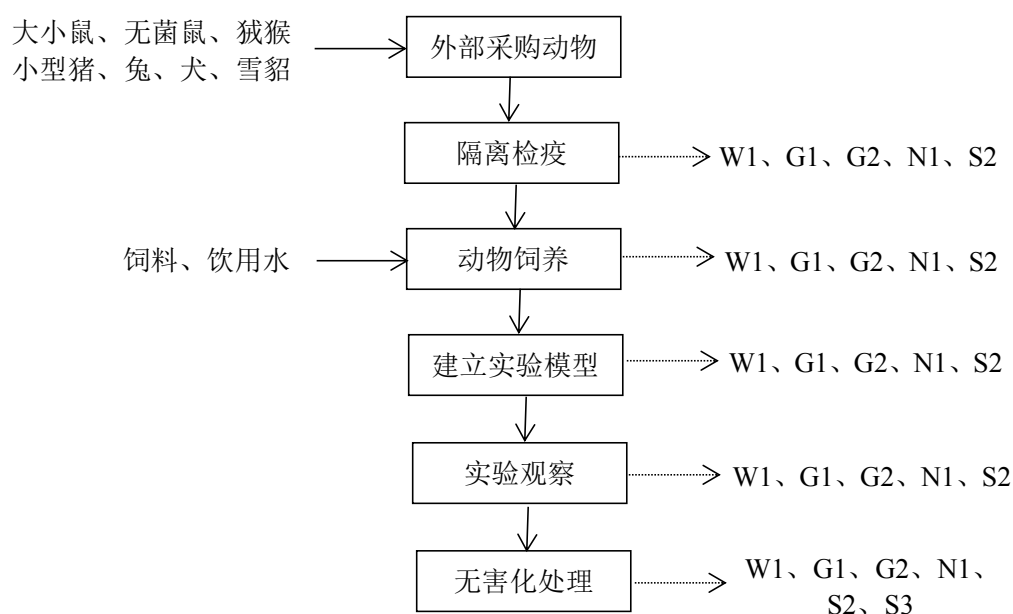 大小鼠、无菌鼠、狨猴
小型猪、兔、犬、雪貂
外部采购动物
隔离检疫
W1、G1、G2、N1、S2
饲料、饮用水
动物饲养
W1、G1、G2、N1、S2
建立实验模型
W1、G1、G2、N1、S2
实验观察
W1、G1、G2、N1、S2
无害化处理
W1、G1、G2、N1、
S2、S3